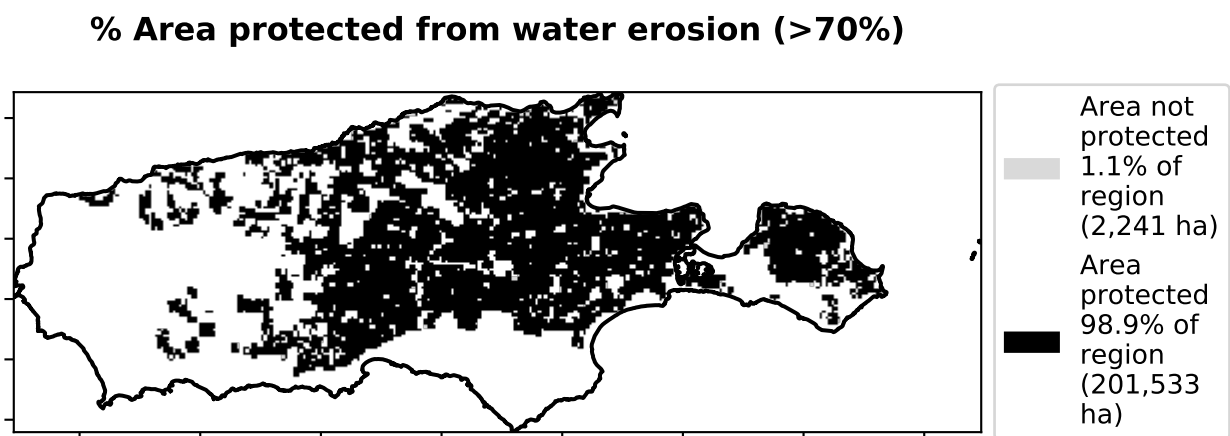 % Area protected from water erosion (>70%)
Area not
protected
1.1% of
region
(2,241 ha)
Area
protected
98.9% of
region
(201,533
ha)